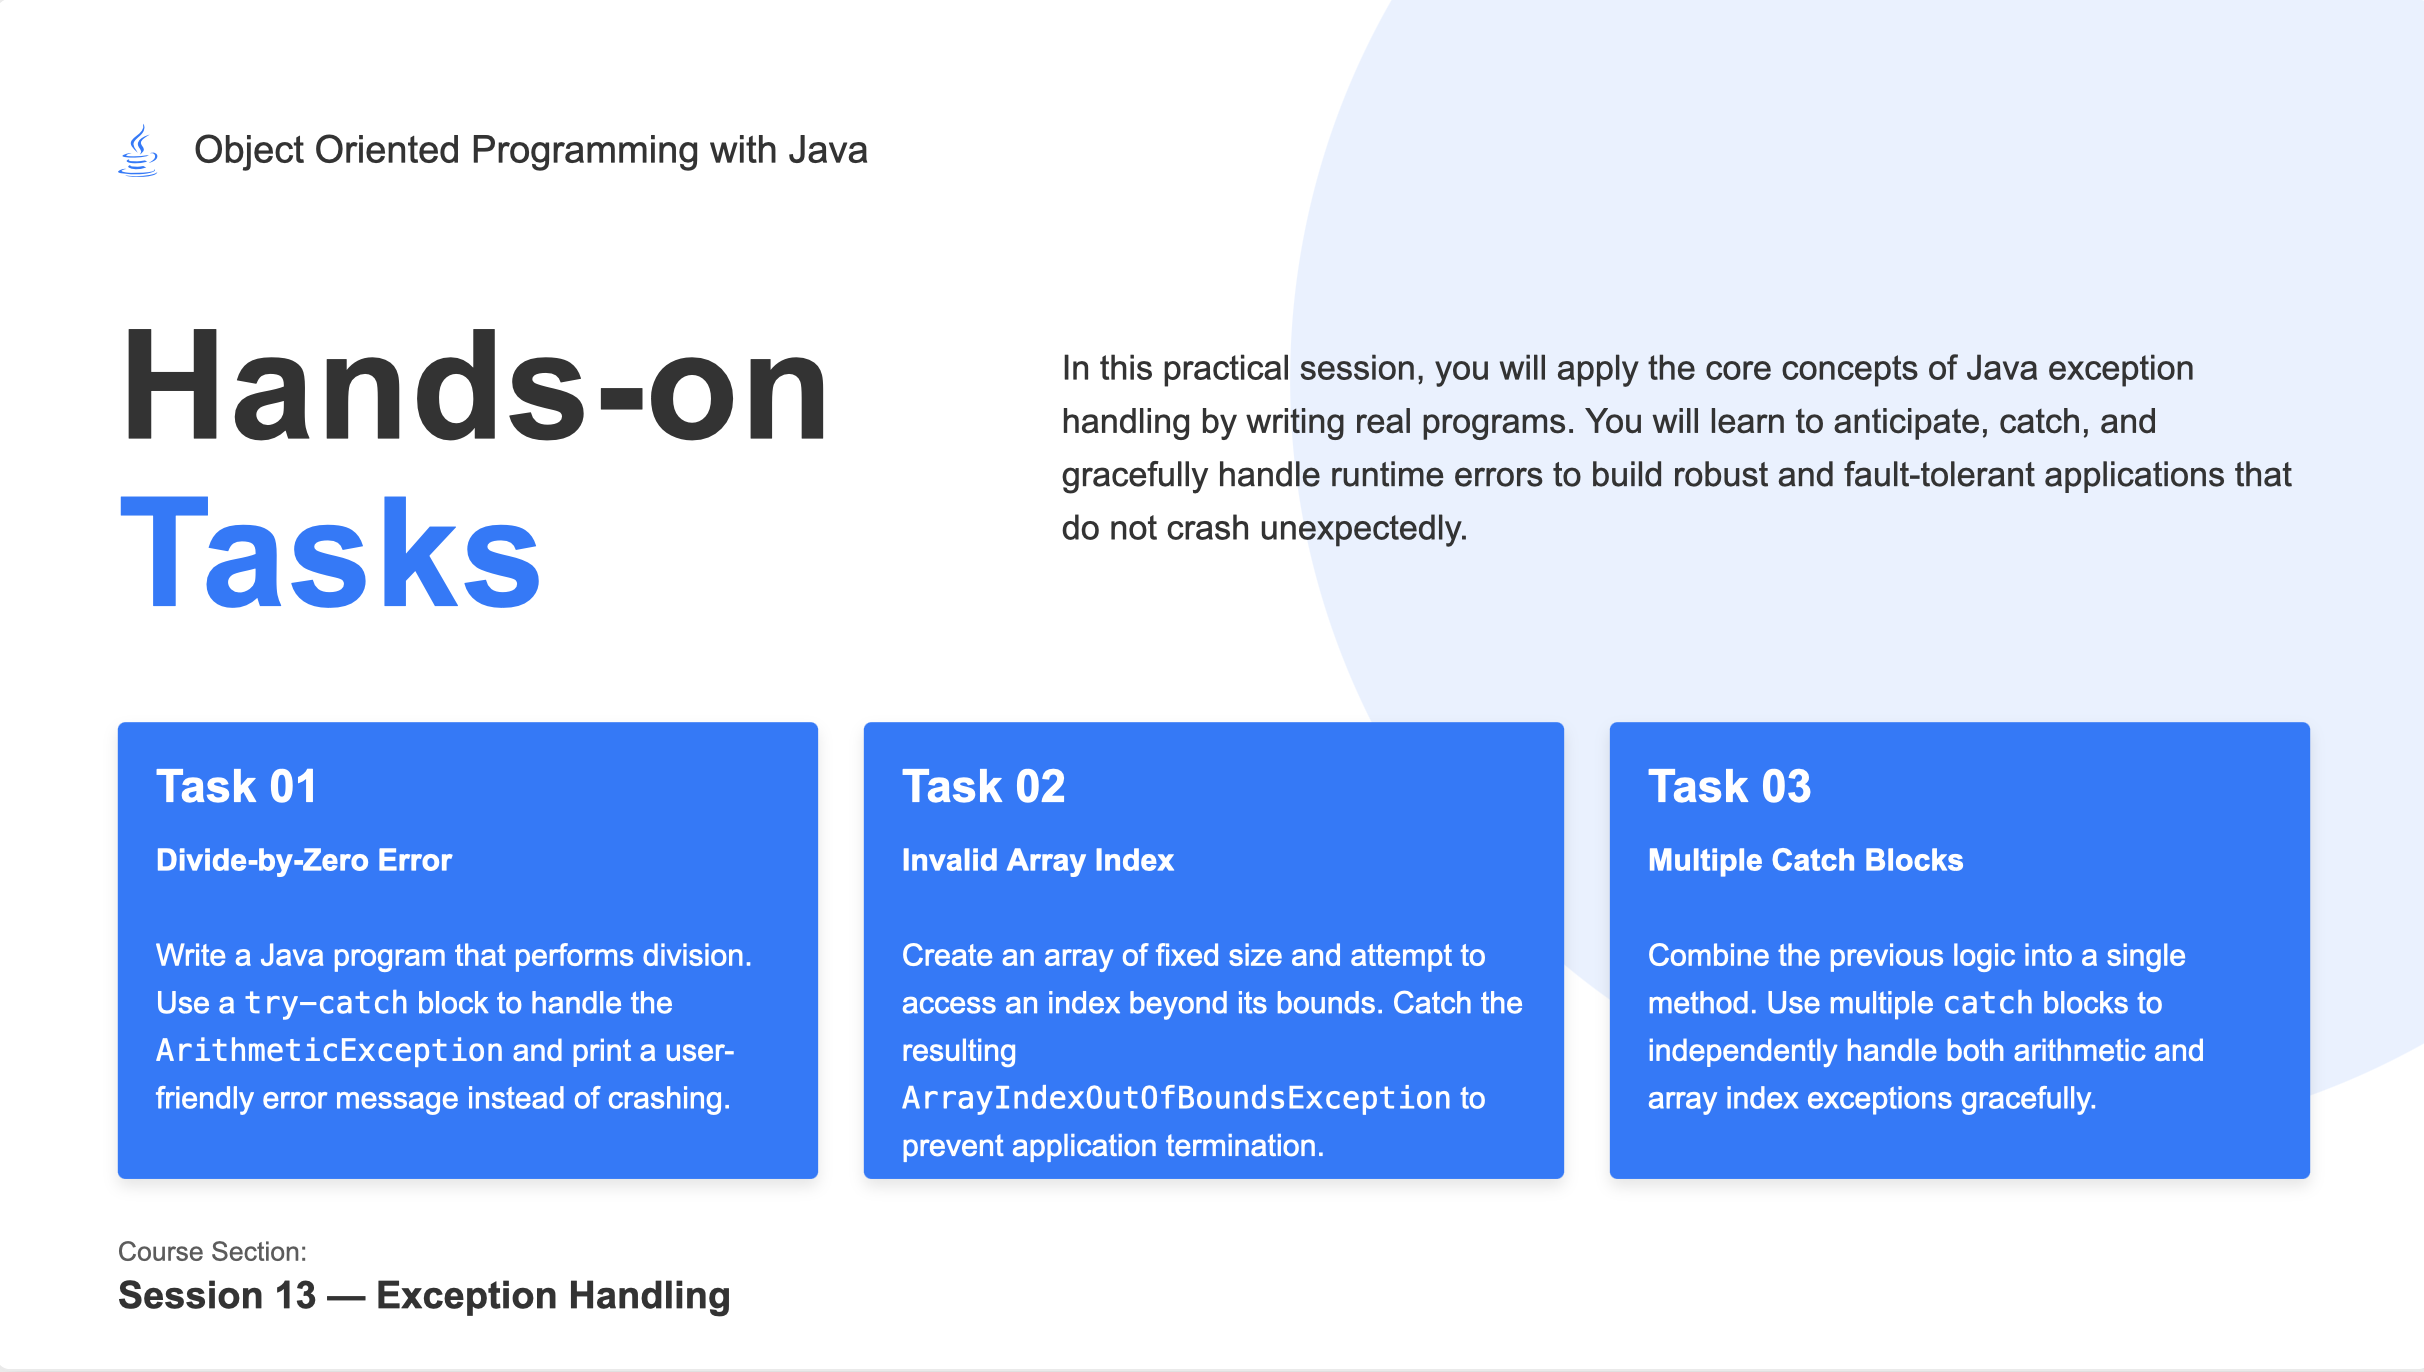 Object Oriented Programming with Java
Hands-on
Tasks
In this practical session, you will apply the core concepts of Java exception
handling by writing real programs. You will learn to anticipate, catch, and
gracefully handle runtime errors to build robust and fault-tolerant applications that
do not crash unexpectedly.
Task 01
Divide-by-Zero Error
Write a Java program that performs division.
Use a try-catch block to handle the
ArithmeticException and print a user-
friendly error message instead of crashing.
Task 02
Invalid Array Index
Create an array of fixed size and attempt to
access an index beyond its bounds. Catch the
resulting
ArrayIndexOutOfBoundsException to
prevent application termination.
Task 03
Multiple Catch Blocks
Combine the previous logic into a single
method. Use multiple catch blocks to
independently handle both arithmetic and
array index exceptions gracefully.
Course Section:
Session 13 — Exception Handling